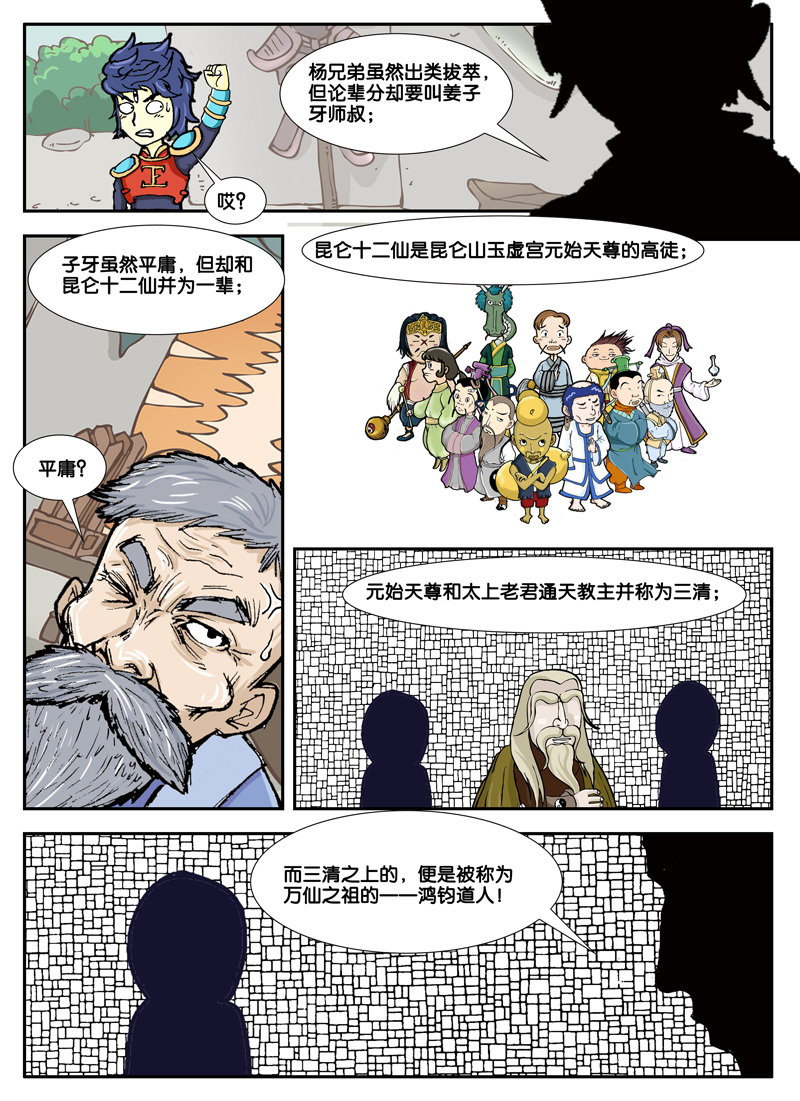 杨兄弟虽然出类拔萃，
但论辈分却要叫姜子
牙师叔；
哎？
王
子牙虽然平庸，但却和
昆仑十二仙并为一辈；
昆仑十二仙是昆仑山玉虚宫元始天尊的高徒；
平庸？
元始天尊和太上老君通天教主并称为三清；
而三清之上的，便是被称为
万仙之祖的——鸿钧道人！